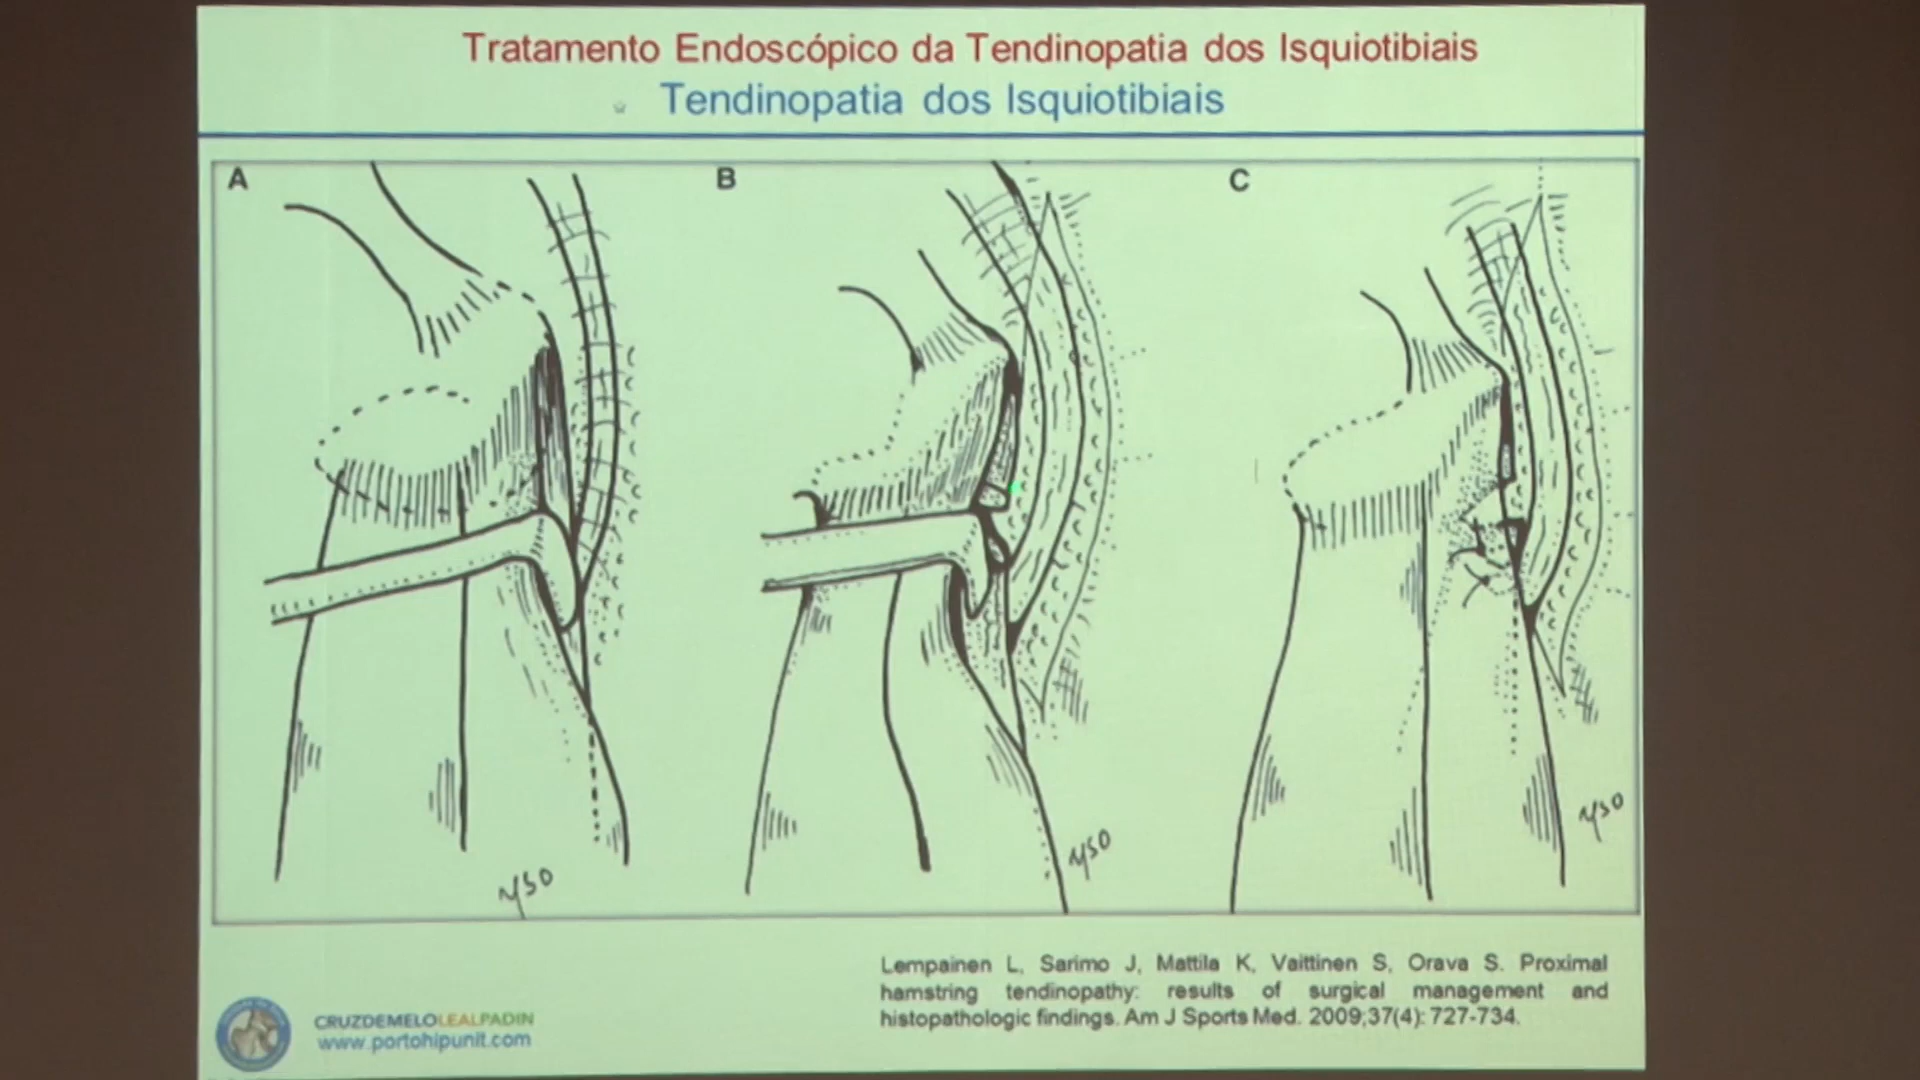 Tratamento Endoscópico da Tendinopatia dos Isquiotibiais
Tendinopatia dos Isquiotibiais
A
B
C
Lempainen L, Sarimo J, Mattila K, Vaittinen S, Orava S. Proximal
hamstring tendinopathy: results of surgical management and
histopathologic findings. Am J Sports Med. 2009;37(4): 727-734.
CRUZDEMELOLEALPADIN
www.portohipunit.com